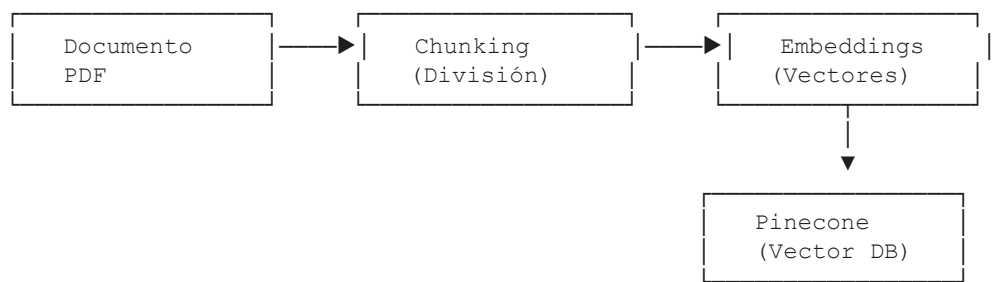 Documento Chunking Embeddings
PDF (División) (Vectores)
Pinecone
(Vector DB)